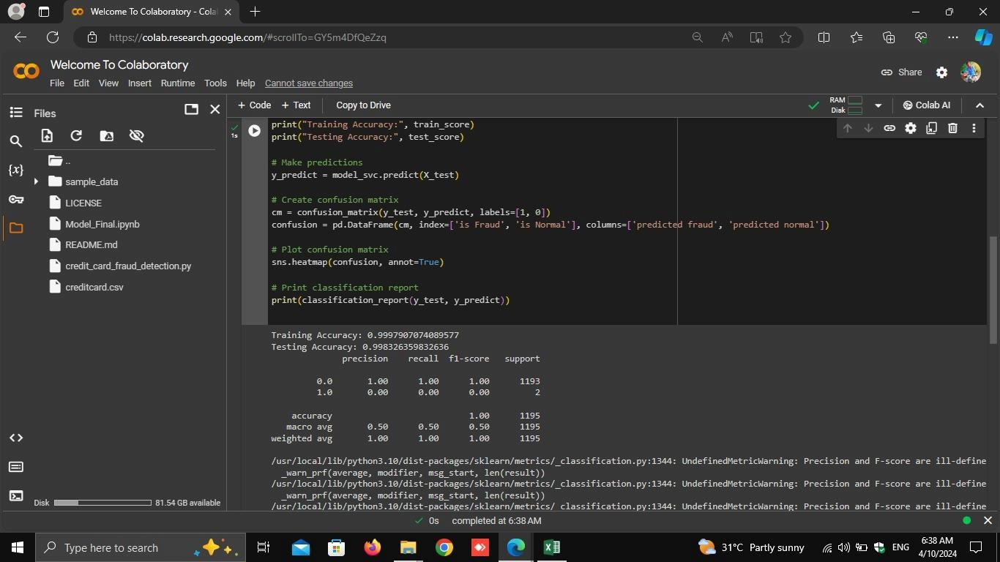 Welcome To Colaboratory - Cola
https://colab.research.google.com/#scrollTo=GY5m4DfQeZzq
Welcome To Colaboratory
File Edit View Insert Runtime Tools Help Cannot save changes
Share
Files
+ Code + Text Copy to Drive
RAM
Disk
Colab AI
..
sample_data
LICENSE
Model_Final.ipynb
README.md
credit_card_fraud_detection.py
creditcard.csv
Disk 81.54 GB available
1s
print("Training Accuracy:", train_score)
print("Testing Accuracy:", test_score)
# Make predictions
y_predict = model_svc.predict(X_test)
# Create confusion matrix
cm = confusion_matrix(y_test, y_predict, labels=[1, 0])
confusion = pd.DataFrame(cm, index=['is Fraud', 'is Normal'], columns=['predicted fraud', 'predicted normal'])
# Plot confusion matrix
sns.heatmap(confusion, annot=True)
# Print classification report
print(classification_report(y_test, y_predict))
Training Accuracy: 0.9997907074089577
Testing Accuracy: 0.998326359832636
precision recall f1-score support
0.0 1.00 1.00 1.00 1193
1.0 0.00 0.00 0.00 2
accuracy 1.00 1195
macro avg 0.50 0.50 0.50 1195
weighted avg 1.00 1.00 1.00 1195
/usr/local/lib/python3.10/dist-packages/sklearn/metrics/_classification.py:1344: UndefinedMetricWarning: Precision and F-score are ill-define
_warn_prf(average, modifier, msg_start, len(result))
/usr/local/lib/python3.10/dist-packages/sklearn/metrics/_classification.py:1344: UndefinedMetricWarning: Precision and F-score are ill-define
_warn_prf(average, modifier, msg_start, len(result))
/usr/local/lib/python3.10/dist-packages/sklearn/metrics/_classification.py:1344: UndefinedMetricWarning: Precision and F-score are ill-define
0s completed at 6:38 AM
Type here to search
31°C Partly sunny
ENG
6:38 AM
4/10/2024